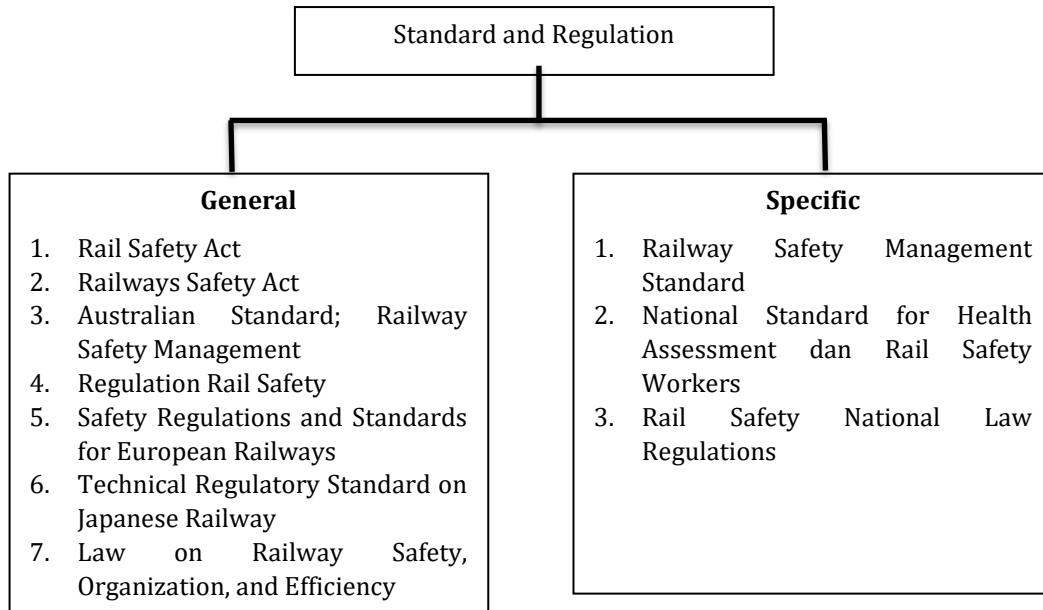 Standard and Regulation
General
1. Rail Safety Act
2. Railways Safety Act
3. Australian Standard; Railway
Safety Management
4. Regulation Rail Safety
5. Safety Regulations and Standards
for European Railways
6. Technical Regulatory Standard on
Japanese Railway
7. Law on Railway Safety,
Organization, and Efficiency
Specific
1. Railway Safety Management
Standard
2. National Standard for Health
Assessment dan Rail Safety
Workers
3. Rail Safety National Law
Regulations